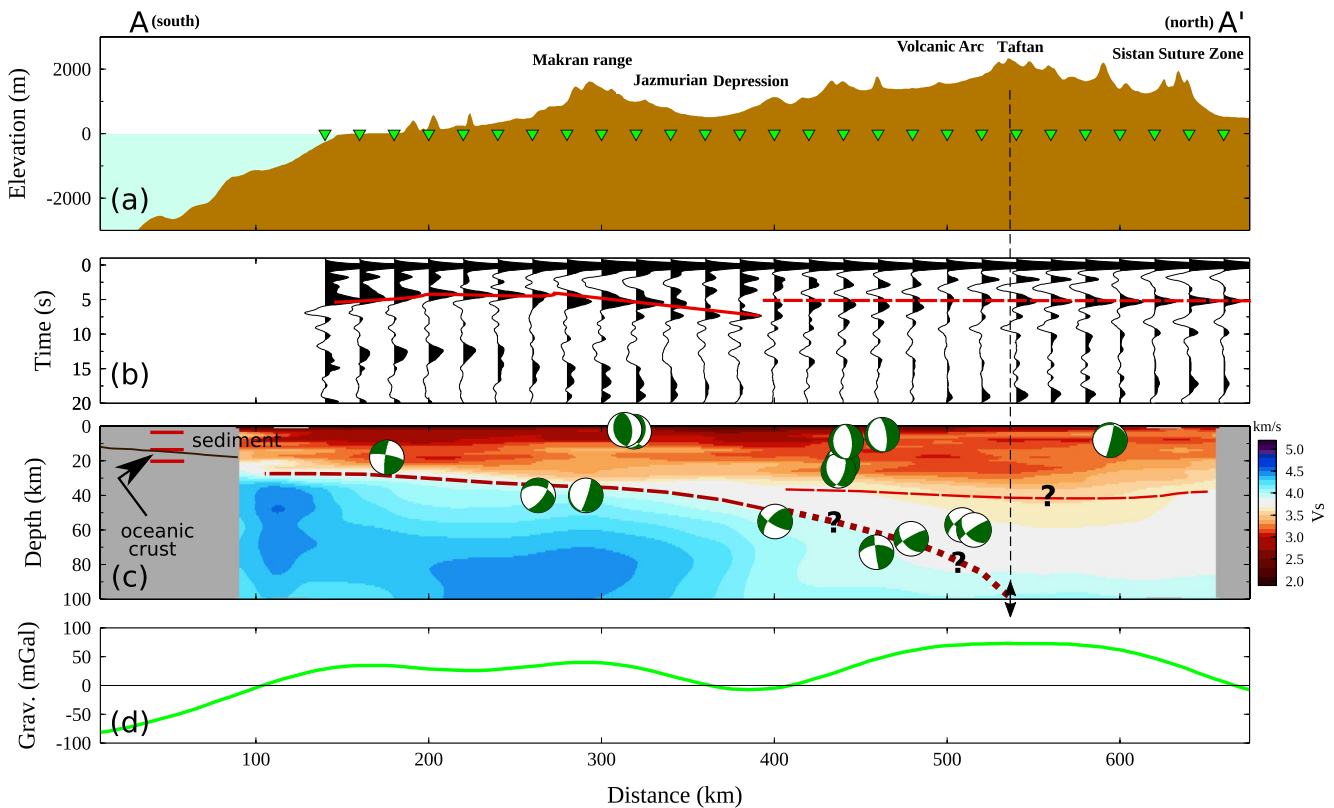 A (south)
(north) A'
Volcanic Arc Taftan
Makran range
Sistan Suture Zone
Jazmurian Depression
Elevation (m)
2000
0
-2000
(a)
Time (s)
0
5
10
15
20
(b)
Depth (km)
0
20
40
60
80
100
sediment
oceanic
crust
?
?
?
(c)
km/s
5.0
4.5
4.0
3.5
3.0
2.5
2.0
Vs
Grav. (mGal)
100
50
0
-50
-100
(d)
100
200
300
400
500
600
Distance (km)